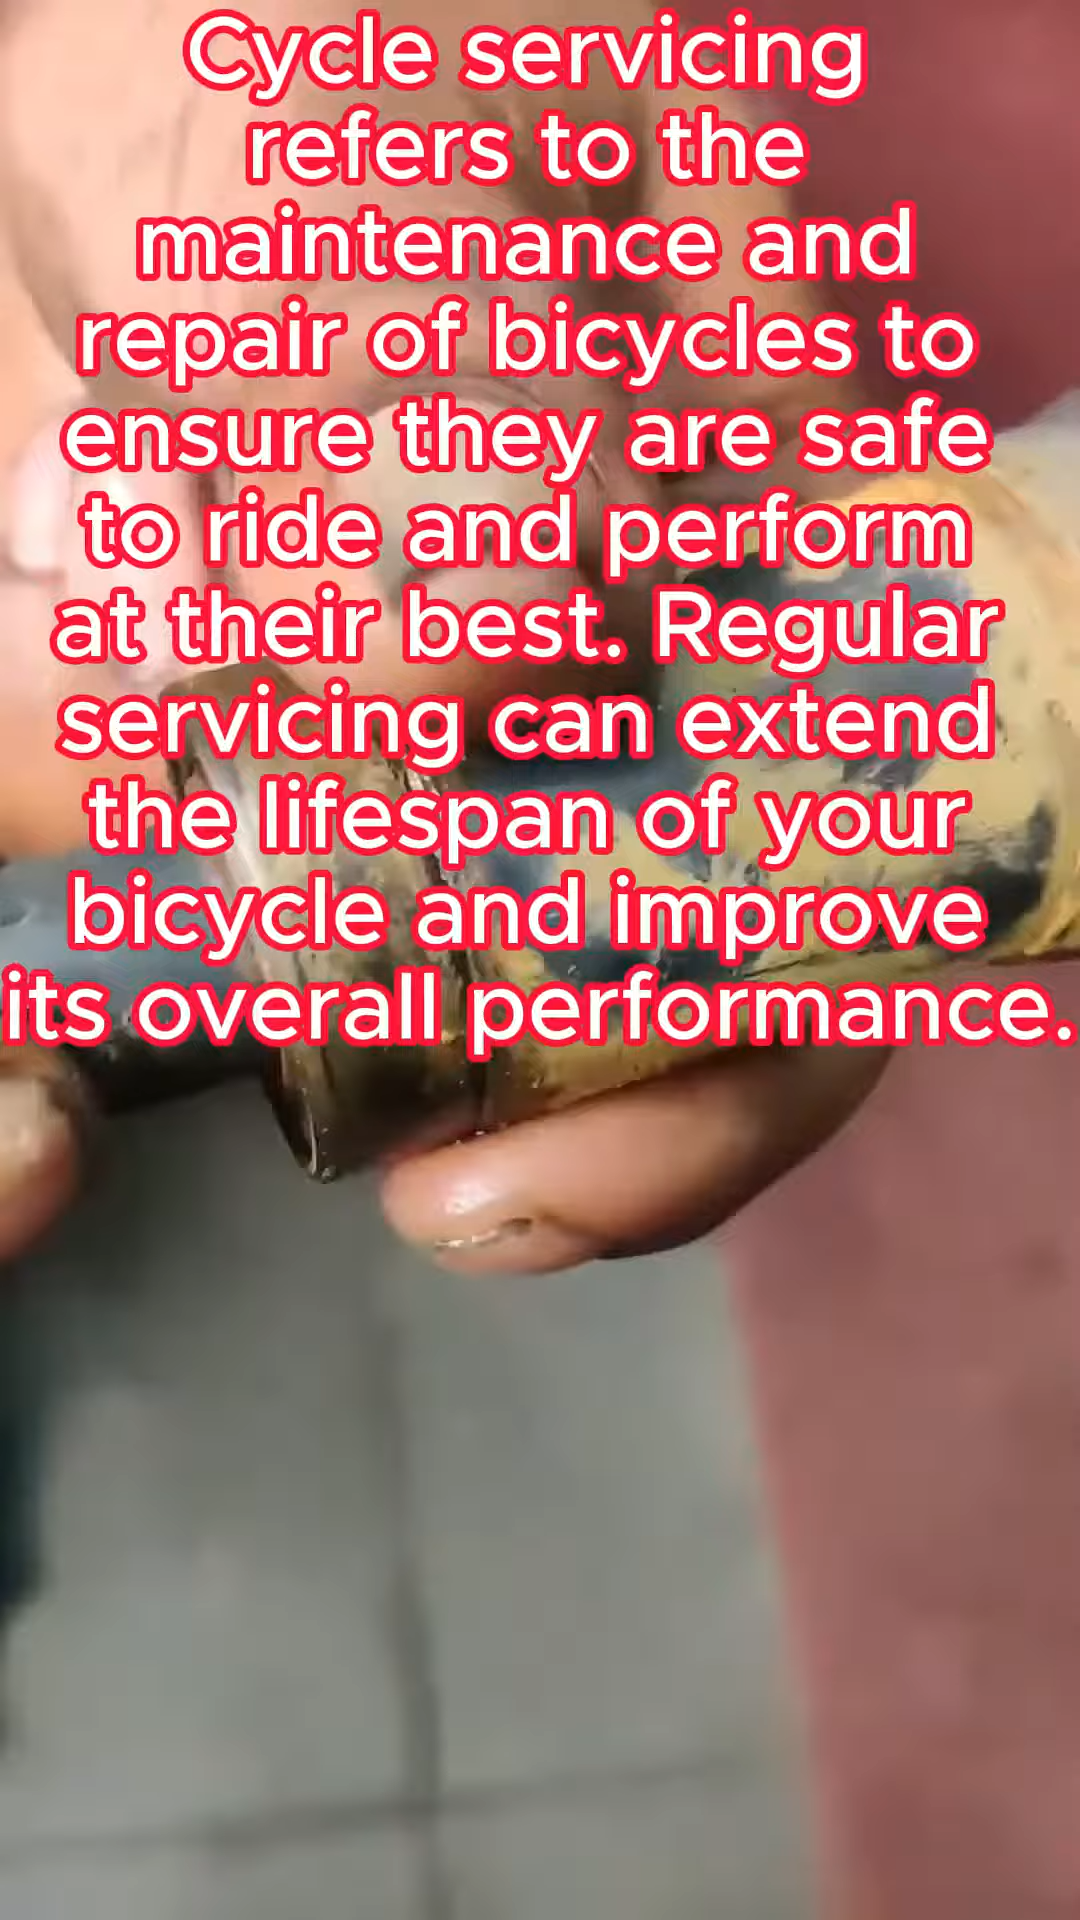 Cycle servicing
refers to the
maintenance and
repair of bicycles to
ensure they are safe
to ride and perform
at their best. Regular
servicing can extend
the lifespan of your
bicycle and improve
its overall performance.